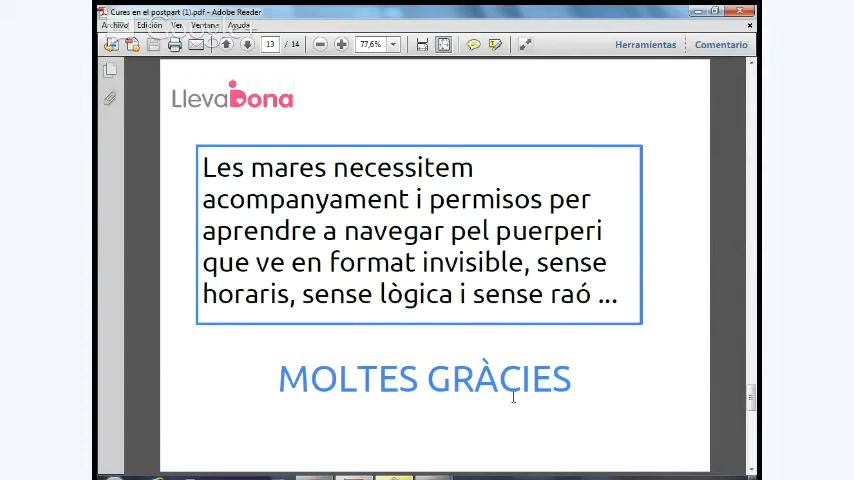 Cures en el postpart (1).pdf - Adobe Reader
Archivo Edición Ver Ventana Ayuda
13 / 14 77,6% Herramientas Comentario
LlevaDona
Les mares necessitem
acompanyament i permisos per
aprendre a navegar pel puerperi
que ve en format invisible, sense
horaris, sense lògica i sense raó ...
MOLTES GRÀCIES